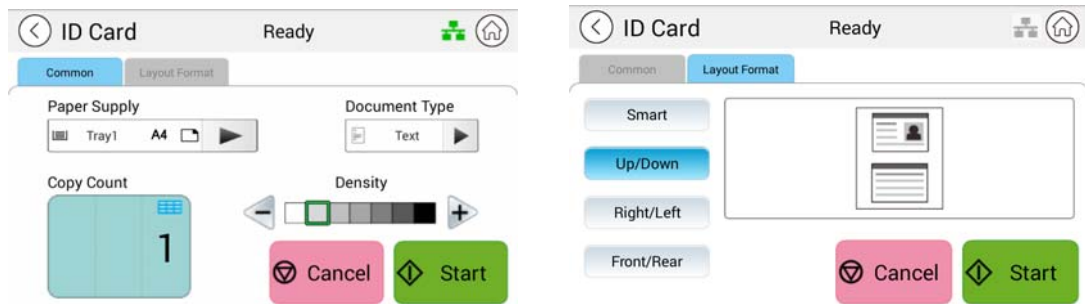 ID Card
Ready
Common
Layout Format
Paper Supply
Document Type
Tray1
A4
Text
Copy Count
Density
1
Cancel
Start
ID Card
Ready
Common
Layout Format
Smart
Up/Down
Right/Left
Front/Rear
Cancel
Start